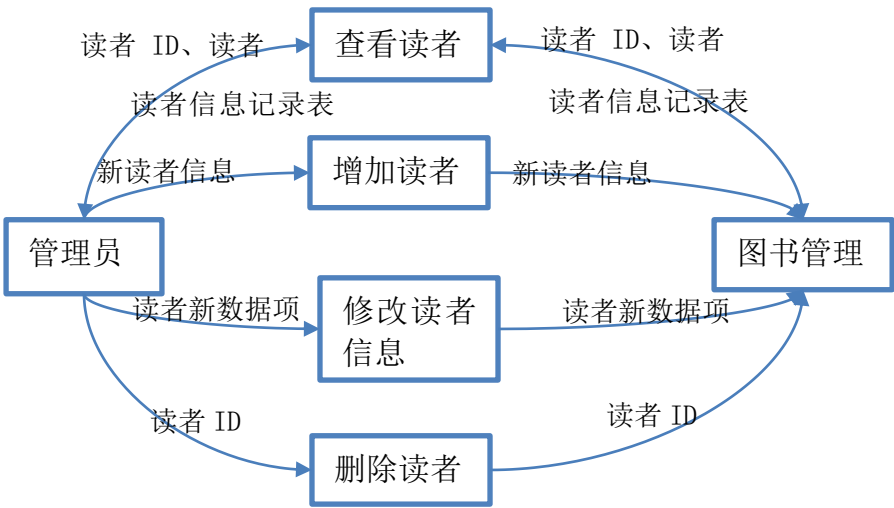 读者 ID、读者
查看读者
读者 ID、读者
读者信息记录表
读者信息记录表
新读者信息
增加读者
新读者信息
管理员
图书管理
读者新数据项
修改读者
信息
读者新数据项
读者 ID
读者 ID
删除读者